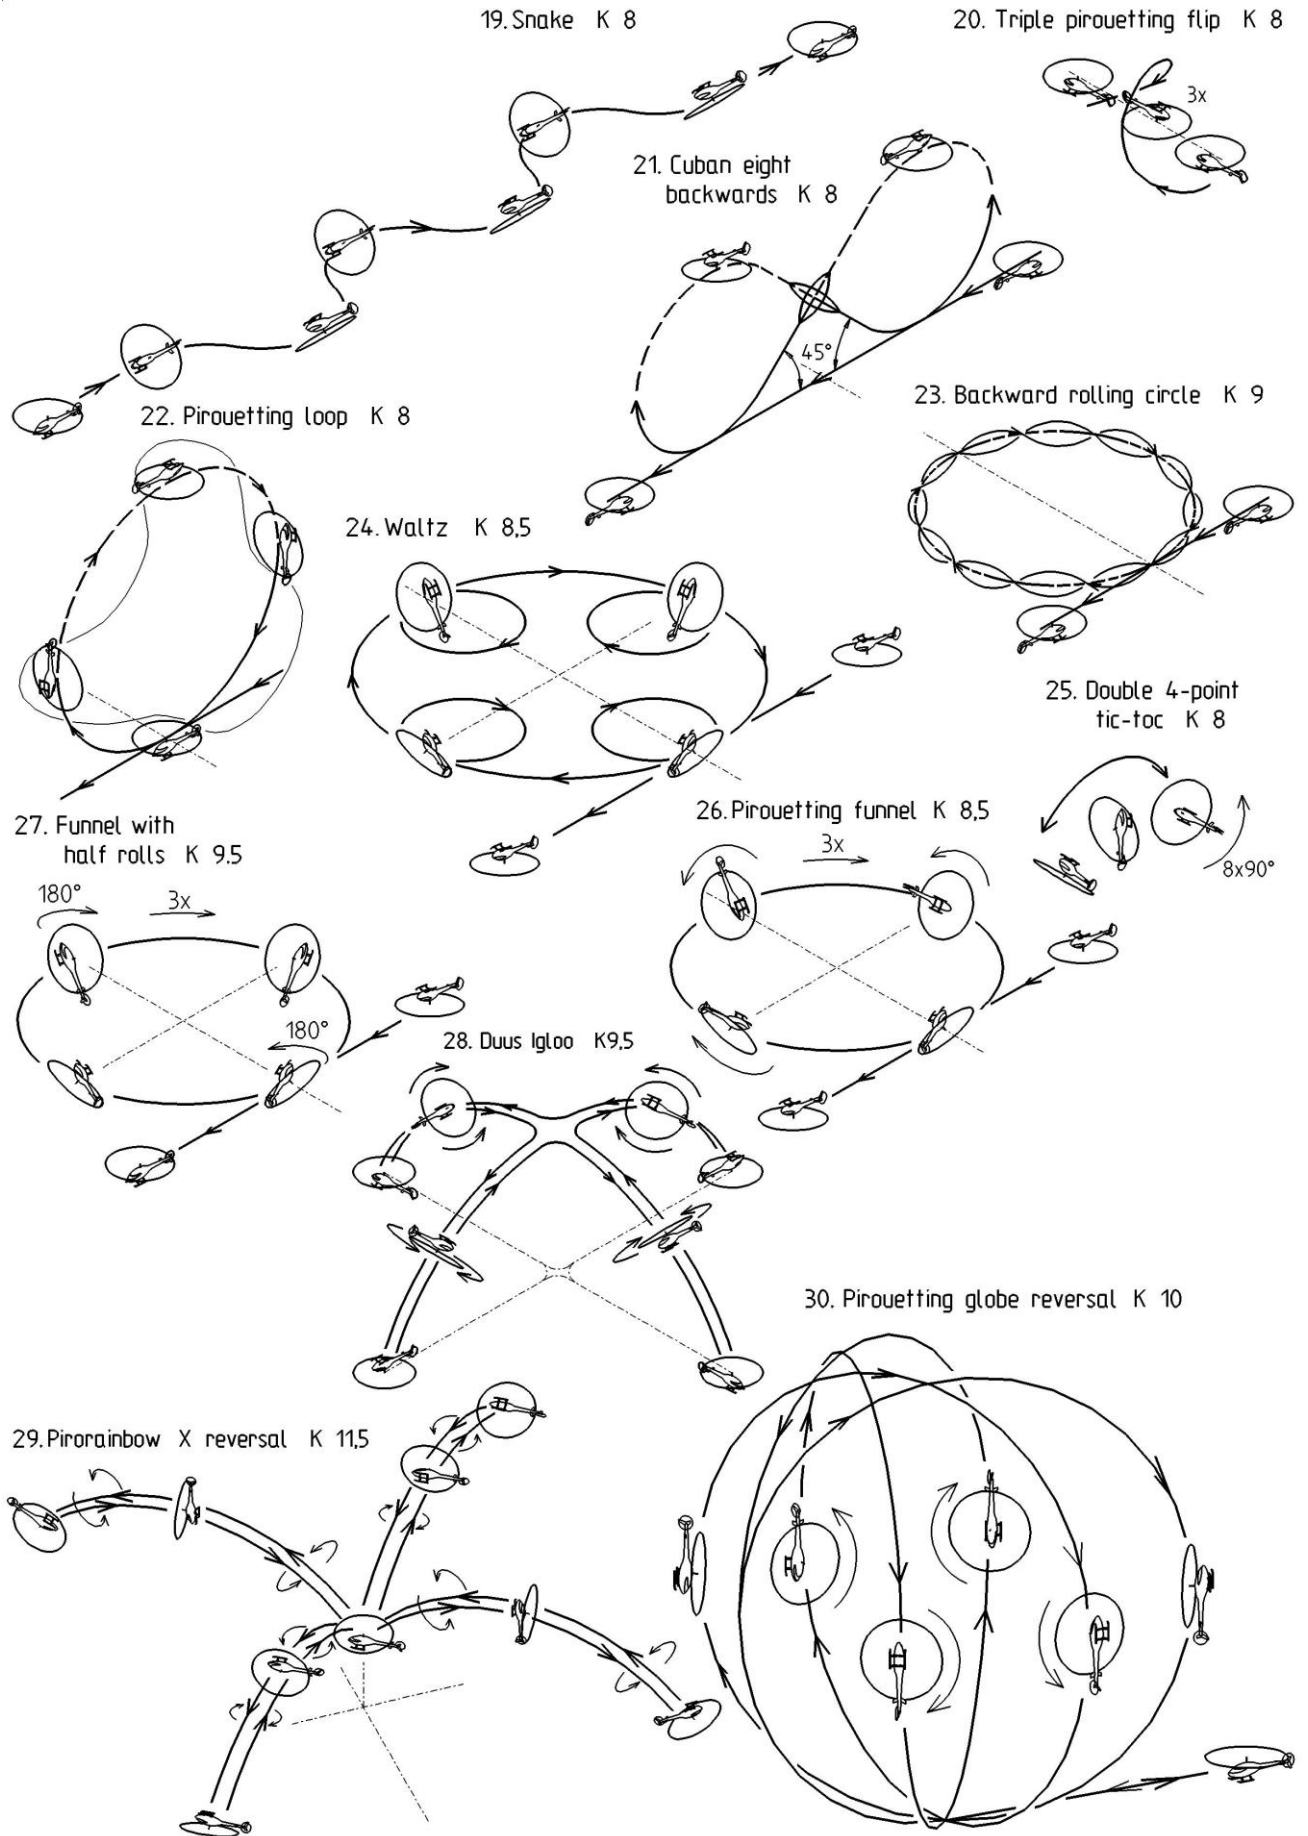 19. Snake K 8
20. Triple pirouetting flip K 8
3x
21. Cuban eight
backwards K 8
45°
22. Pirouetting loop K 8
23. Backward rolling circle K 9
24. Waltz K 8,5
25. Double 4-point
tic-toc K 8
8x90°
27. Funnel with
half rolls K 9.5
180°
3x
180°
26. Pirouetting funnel K 8,5
3x
28. Duus Igloo K9,5
30. Pirouetting globe reversal K 10
29. Pirorainbow X reversal K 11,5